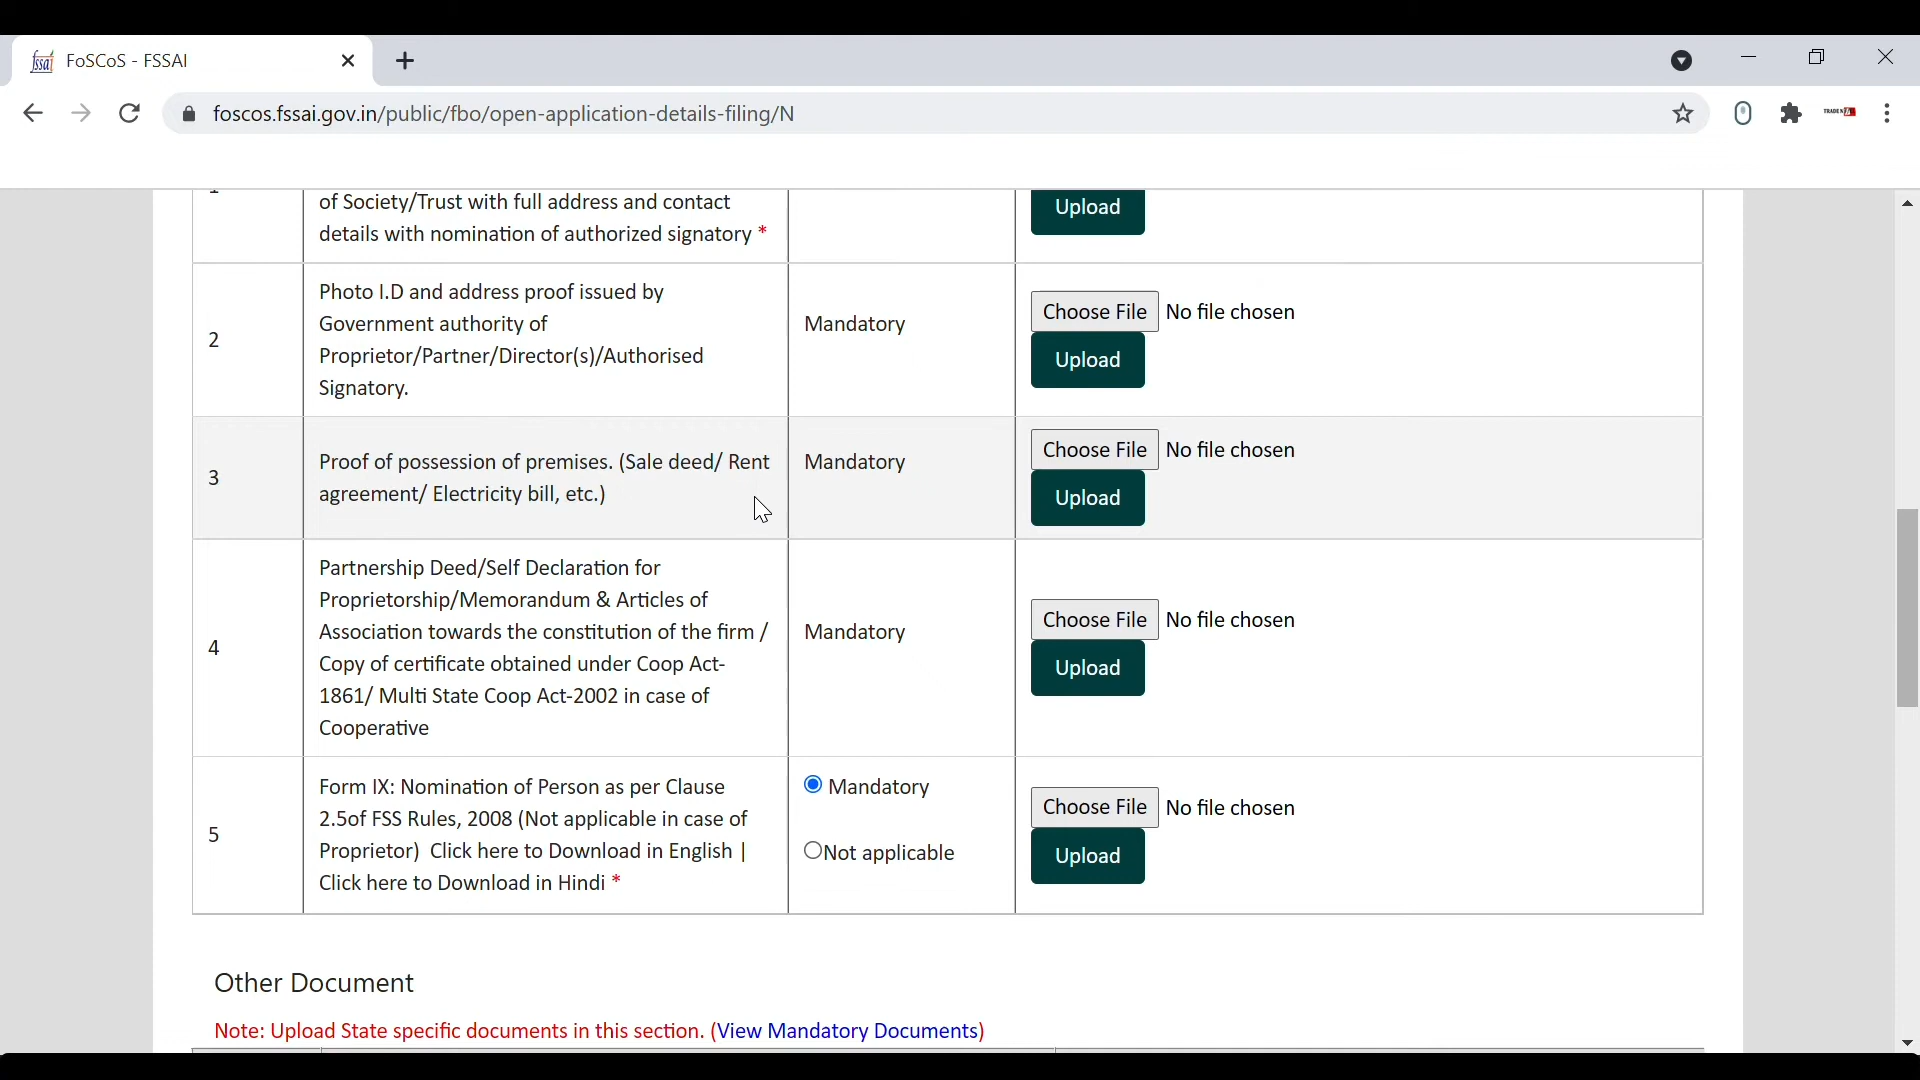 fssai FoSCoS - FSSAI
foscos.fssai.gov.in/public/fbo/open-application-details-filing/N
of Society/Trust with full address and contact
details with nomination of authorized signatory *
Upload
2
Photo I.D and address proof issued by
Government authority of
Proprietor/Partner/Director(s)/Authorised
Signatory.
Mandatory
Choose File No file chosen
Upload
3
Proof of possession of premises. (Sale deed/ Rent
agreement/ Electricity bill, etc.)
Mandatory
Choose File No file chosen
Upload
4
Partnership Deed/Self Declaration for
Proprietorship/Memorandum & Articles of
Association towards the constitution of the firm /
Copy of certificate obtained under Coop Act-
1861/ Multi State Coop Act-2002 in case of
Cooperative
Mandatory
Choose File No file chosen
Upload
5
Form IX: Nomination of Person as per Clause
2.5of FSS Rules, 2008 (Not applicable in case of
Proprietor) Click here to Download in English |
Click here to Download in Hindi *
Mandatory
Not applicable
Choose File No file chosen
Upload
Other Document
Note: Upload State specific documents in this section. (View Mandatory Documents)